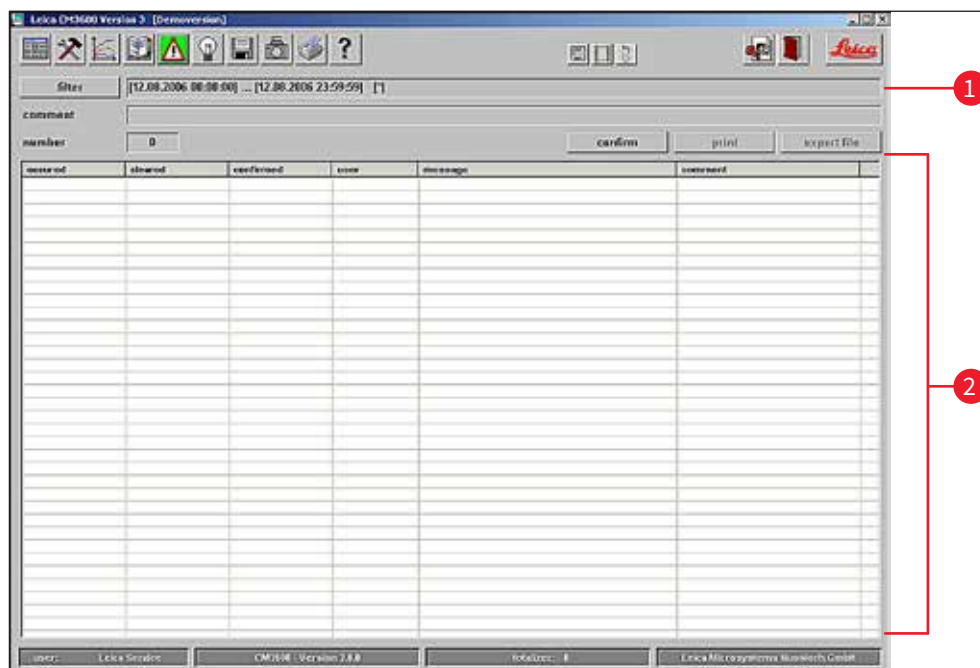 Leica CM3600 Version 3 [Demoversion]
?
Leica
filter [12.08.2006 00:00:00] ... [12.08.2006 23:59:59] [*]
1
comment
number 0 confirm print export file
occured cleared confirmed user message comment
2
user: Leica Service CM3600 - Version 3.0.0 totalizer: 0 Leica Microsystems Nussloch GmbH